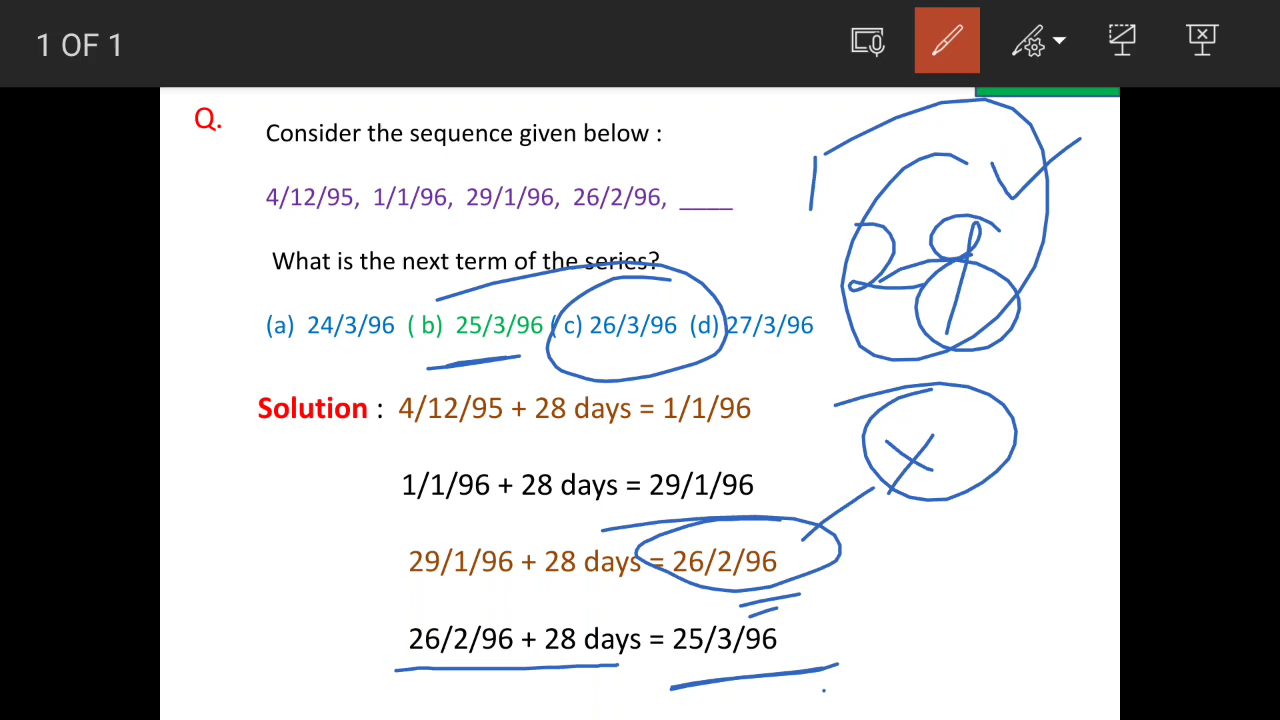 1 OF 1
Q.
Consider the sequence given below :
4/12/95, 1/1/96, 29/1/96, 26/2/96, ____
What is the next term of the series?
(a) 24/3/96 ( b) 25/3/96 ( c) 26/3/96 (d) 27/3/96
Solution : 4/12/95 + 28 days = 1/1/96
1/1/96 + 28 days = 29/1/96
29/1/96 + 28 days = 26/2/96
26/2/96 + 28 days = 25/3/96